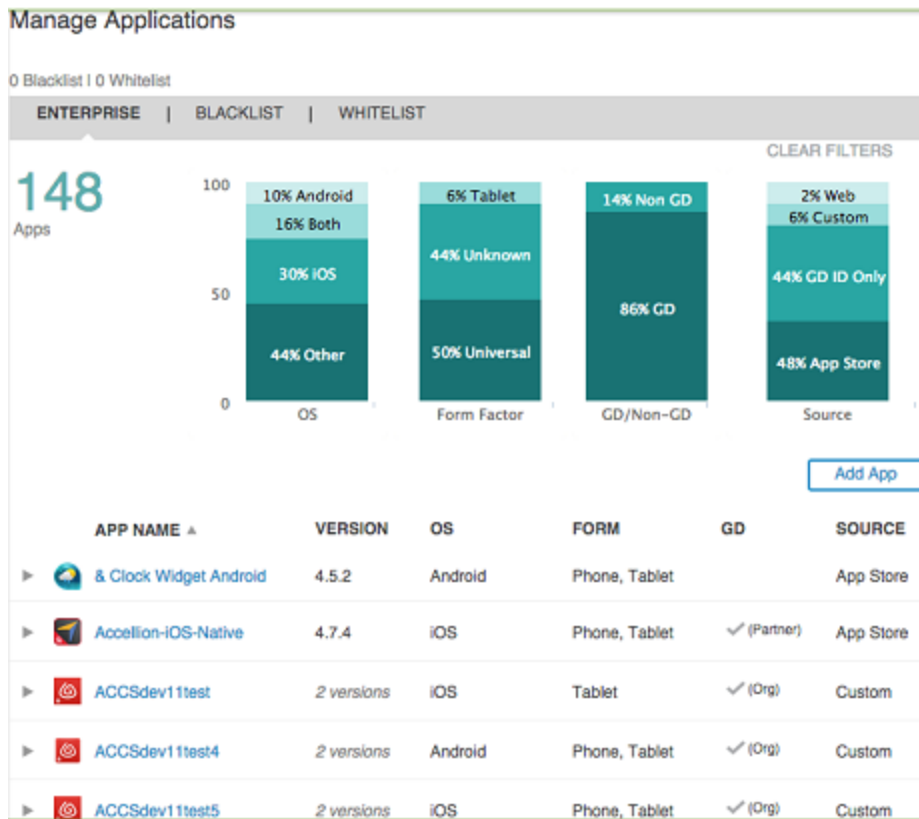 Manage Applications
0 Blacklist | 0 Whitelist
ENTERPRISE | BLACKLIST | WHITELIST
CLEAR FILTERS
148
Apps
100
50
0
10% Android
16% Both
30% iOS
44% Other
OS
6% Tablet
44% Unknown
50% Universal
Form Factor
14% Non GD
86% GD
GD/Non-GD
2% Web
6% Custom
44% GD ID Only
48% App Store
Source
Add App
APP NAME VERSION OS FORM GD SOURCE
& Clock Widget Android 4.5.2 Android Phone, Tablet App Store
Accellion-iOS-Native 4.7.4 iOS Phone, Tablet (Partner) App Store
ACCSdev11test 2 versions iOS Tablet (Org) Custom
ACCSdev11test4 2 versions Android Phone, Tablet (Org) Custom
ACCSdev11test5 2 versions iOS Phone, Tablet (Org) Custom